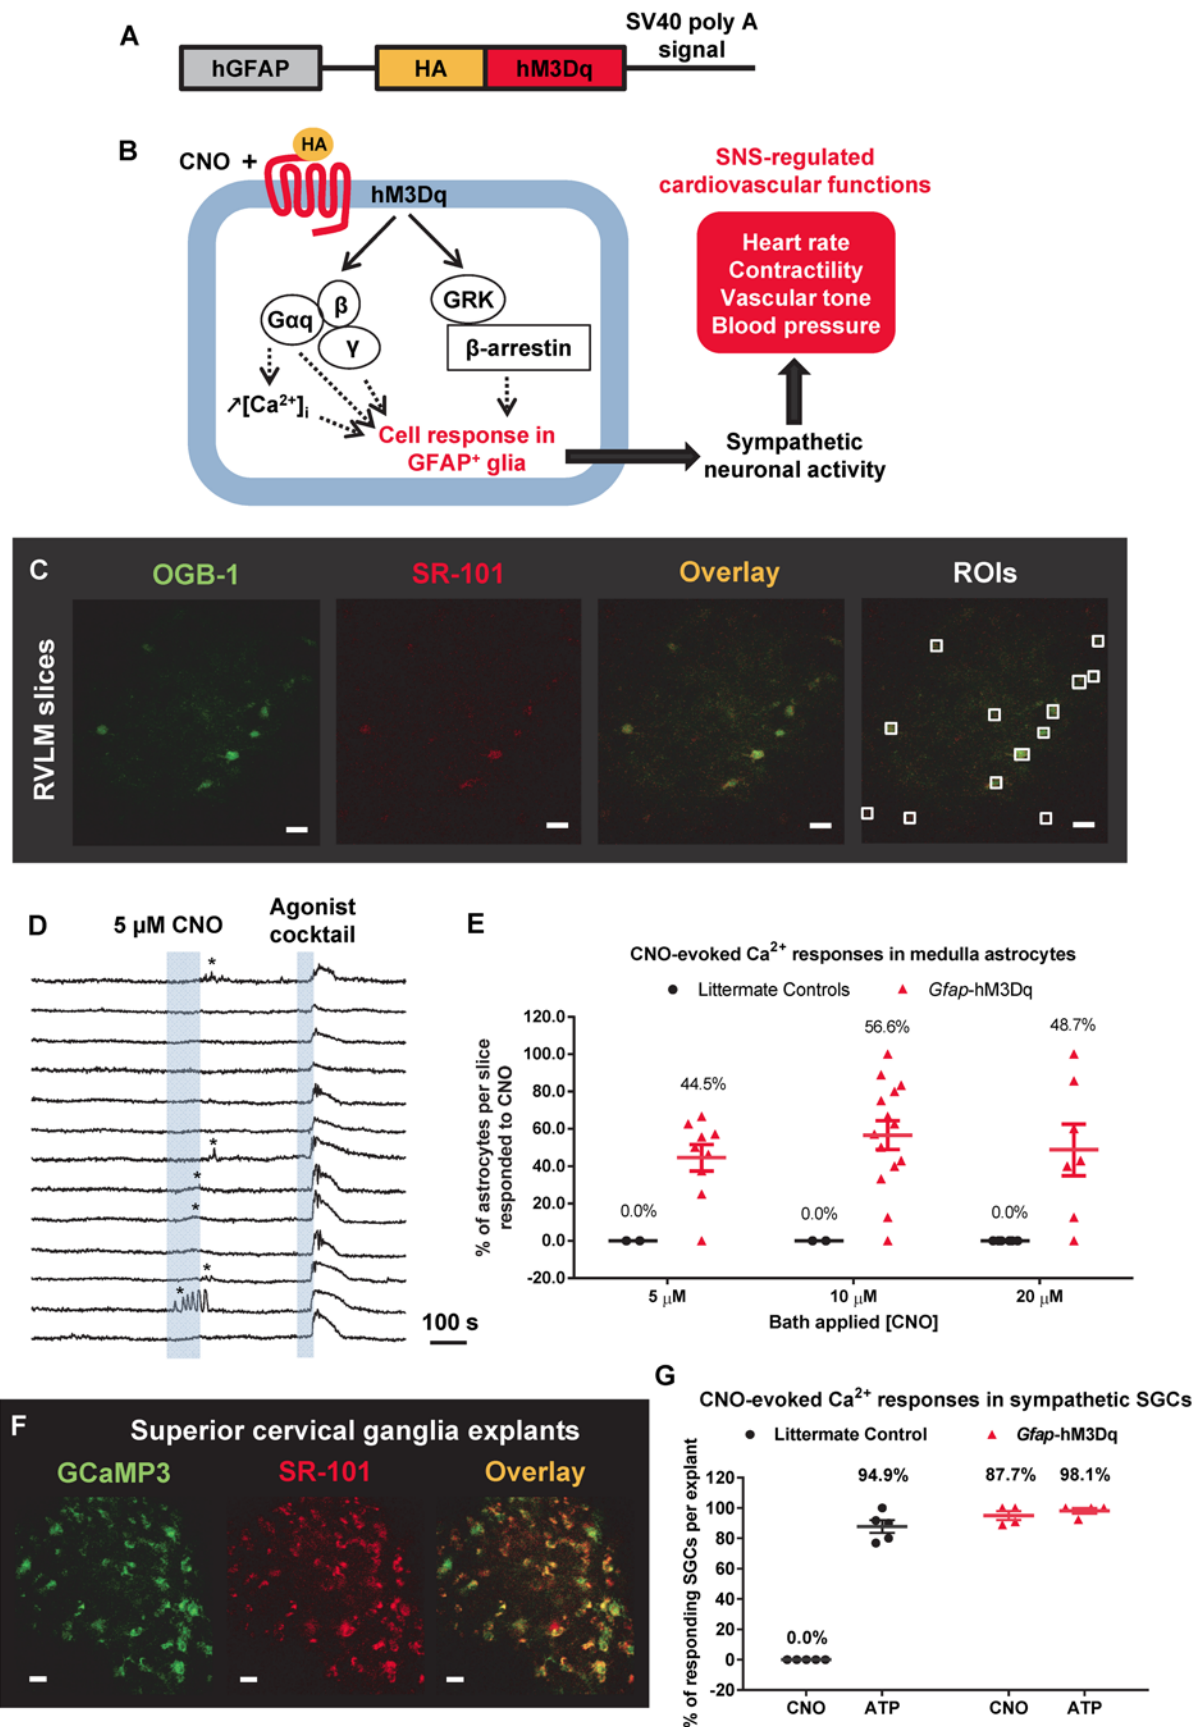 A
SV40 poly A
signal
hGFAP
HA
hM3Dq
B
CNO +
HA
hM3Dq
Gαq
β
γ
GRK
β-arrestin
↗[Ca²⁺]ᵢ
Cell response in
GFAP⁺ glia
SNS-regulated
cardiovascular functions
Heart rate
Contractility
Vascular tone
Blood pressure
Sympathetic
neuronal activity
C
OGB-1
SR-101
Overlay
ROIs
RVLM slices
D
5 µM CNO
Agonist
cocktail
*
*
*
*
*
*
100 s
E
CNO-evoked Ca²⁺ responses in medulla astrocytes
Littermate Controls
Gfap-hM3Dq
% of astrocytes per slice
responded to CNO
120.0
100.0
80.0
60.0
40.0
20.0
0.0
-20.0
0.0%
44.5%
0.0%
56.6%
0.0%
48.7%
5 µM
10 µM
20 µM
Bath applied [CNO]
F
Superior cervical ganglia explants
GCaMP3
SR-101
Overlay
G
CNO-evoked Ca²⁺ responses in sympathetic SGCs
Littermate Control
Gfap-hM3Dq
% of responding SGCs per explant
120
100
80
60
40
20
0
-20
0.0%
94.9%
87.7%
98.1%
CNO
ATP
CNO
ATP